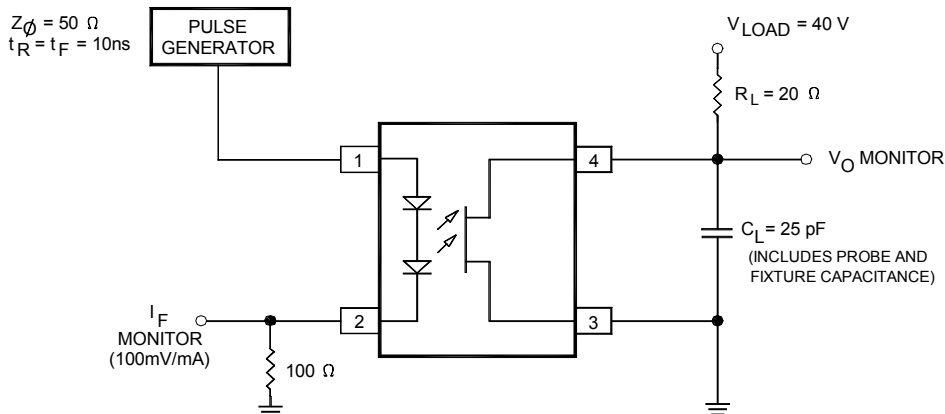 ZØ = 50 Ω
tR = tF = 10ns
PULSE
GENERATOR
VLOAD = 40 V
RL = 20 Ω
1
4
VO MONITOR
CL = 25 pF
(INCLUDES PROBE AND
FIXTURE CAPACITANCE)
IF
MONITOR
(100mV/mA)
2
3
100 Ω